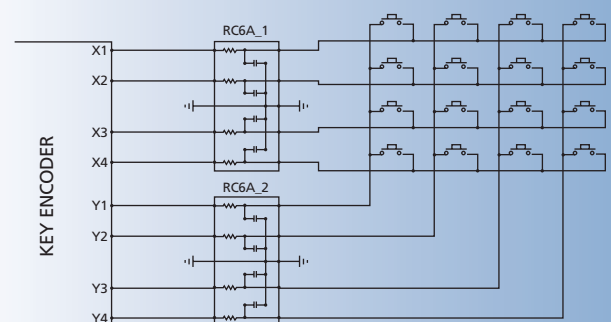 RC6A_1
X1
X2
X3
X4
KEY ENCODER
RC6A_2
Y1
Y2
Y3
Y4